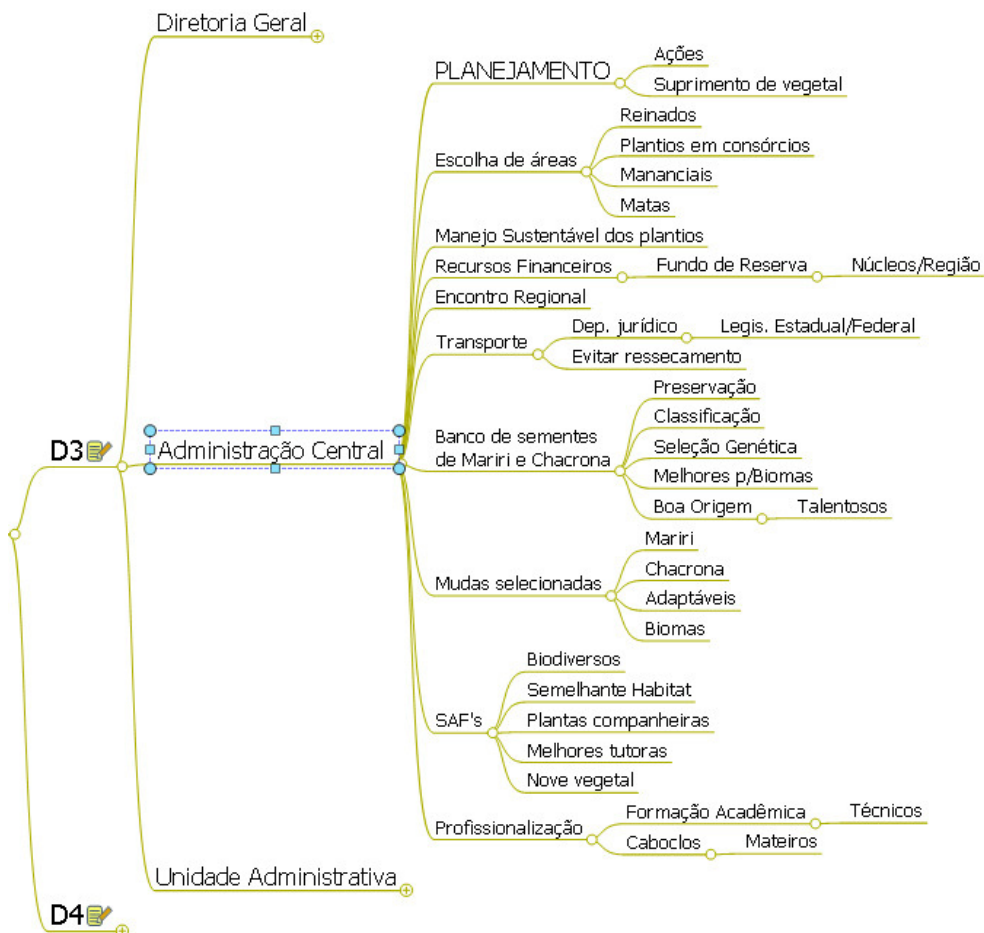 Diretoria Geral
PLANEJAMENTO
Ações
Suprimento de vegetal
Escolha de áreas
Reinados
Plantios em consórcios
Mananciais
Matas
Manejo Sustentável dos plantios
Recursos Financeiros
Fundo de Reserva
Núcleos/Região
Encontro Regional
Transporte
Dep. jurídico
Legis. Estadual/Federal
Evitar ressecamento
D3
Administração Central
Banco de sementes
de Mariri e Chacrona
Preservação
Classificação
Seleção Genética
Melhores p/Biomas
Boa Origem
Talentosos
Mudas selecionadas
Mariri
Chacrona
Adaptáveis
Biomas
SAF's
Biodiversos
Semelhante Habitat
Plantas companheiras
Melhores tutoras
Nove vegetal
Profissionalização
Formação Acadêmica
Técnicos
Caboclos
Mateiros
Unidade Administrativa
D4